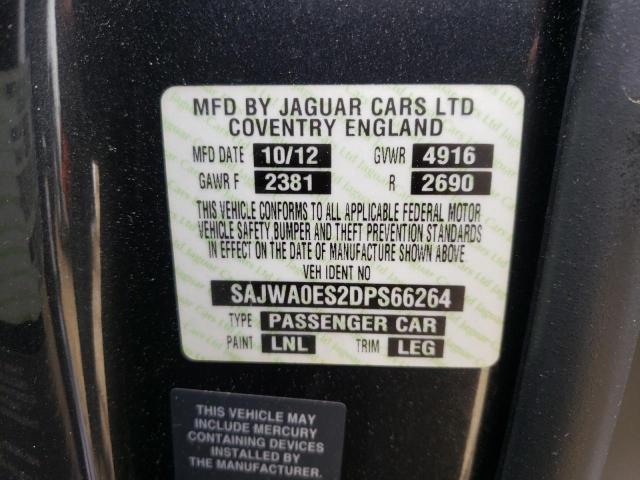 MFD BY JAGUAR CARS LTD
COVENTRY ENGLAND
MFD DATE 10/12 GVWR 4916
GAWR F 2381 R 2690
THIS VEHICLE CONFORMS TO ALL APPLICABLE FEDERAL MOTOR
VEHICLE SAFETY BUMPER AND THEFT PREVENTION STANDARDS
IN EFFECT ON THE DATE OF MANUFACTURE SHOWN ABOVE
VEH IDENT NO
SAJWA0ES2DPS66264
TYPE PASSENGER CAR
PAINT LNL TRIM LEG
THIS VEHICLE MAY
INCLUDE MERCURY
CONTAINING DEVICES
INSTALLED BY
THE MANUFACTURER.